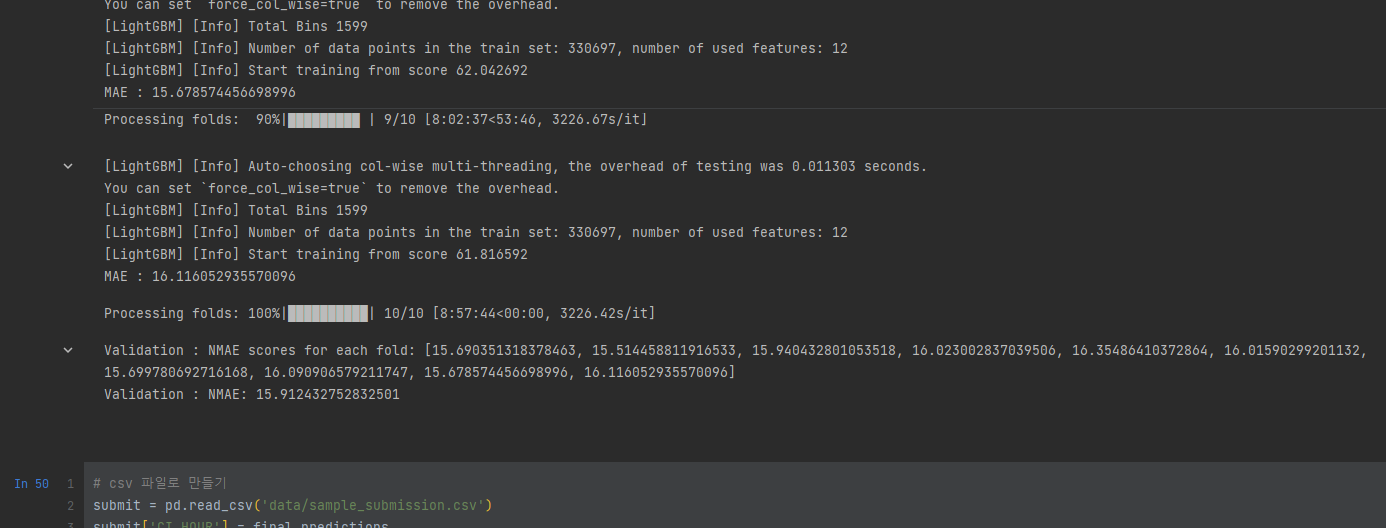 You can set `force_col_wise=true` to remove the overhead.
[LightGBM] [Info] Total Bins 1599
[LightGBM] [Info] Number of data points in the train set: 330697, number of used features: 12
[LightGBM] [Info] Start training from score 62.042692
MAE : 15.678574456698996
Processing folds:  90%|█████████ | 9/10 [8:02:37<53:46, 3226.67s/it]
[LightGBM] [Info] Auto-choosing col-wise multi-threading, the overhead of testing was 0.011303 seconds.
You can set `force_col_wise=true` to remove the overhead.
[LightGBM] [Info] Total Bins 1599
[LightGBM] [Info] Number of data points in the train set: 330697, number of used features: 12
[LightGBM] [Info] Start training from score 61.816592
MAE : 16.116052935570096
Processing folds: 100%|██████████| 10/10 [8:57:44<00:00, 3226.42s/it]
Validation : NMAE scores for each fold: [15.690351318378463, 15.514458811916533, 15.940432801053518, 16.023002837039506, 16.35486410372864, 16.01590299201132,
15.699780692716168, 16.090906579211747, 15.678574456698996, 16.116052935570096]
Validation : NMAE: 15.912432752832501
In 50 1 # csv 파일로 만들기
2 submit = pd.read_csv('data/sample_submission.csv')
3 submit['CI_HOUR'] = final_predictions